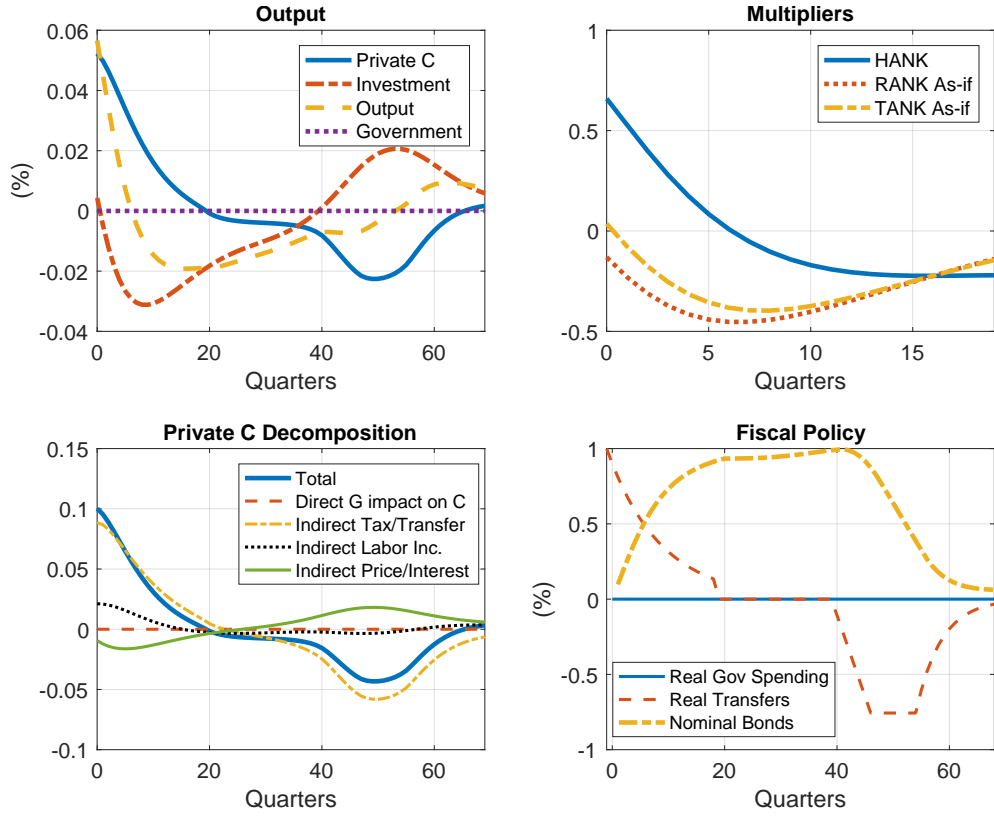 Output
0.06
0.04
0.02
0
-0.02
-0.04
(%)
0
20
40
60
Quarters
Private C
Investment
Output
Government
Multipliers
1
0.5
0
-0.5
0
5
10
15
Quarters
HANK
RANK As-if
TANK As-if
Private C Decomposition
0.15
0.1
0.05
0
-0.05
-0.1
0
20
40
60
Quarters
Total
Direct G impact on C
Indirect Tax/Transfer
Indirect Labor Inc.
Indirect Price/Interest
Fiscal Policy
1
0.5
0
-0.5
-1
(%)
0
20
40
60
Quarters
Real Gov Spending
Real Transfers
Nominal Bonds